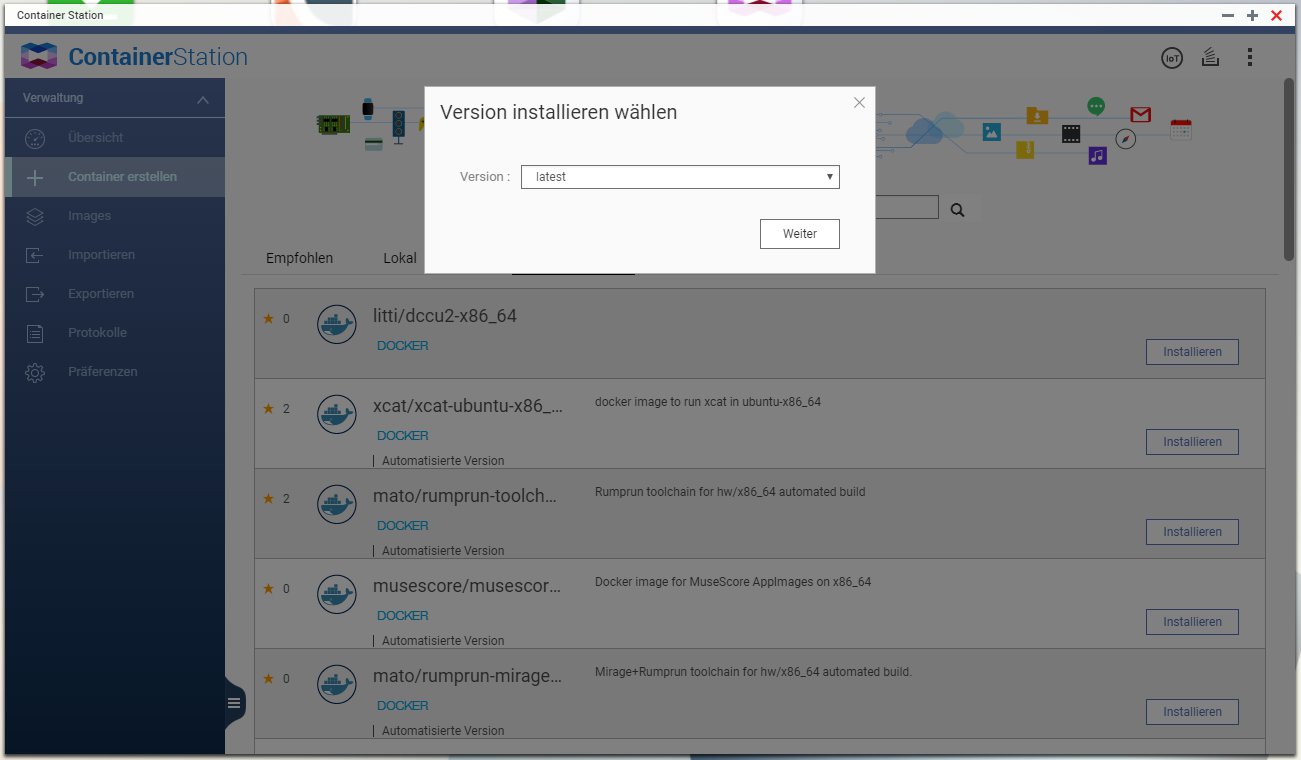 Container Station
ContainerStation
IoT
Verwaltung
Übersicht
Container erstellen
Images
Importieren
Exportieren
Protokolle
Präferenzen
Version installieren wählen
Version :
latest
Weiter
Empfohlen
Lokal
0
litti/dccu2-x86_64
DOCKER
Installieren
2
xcat/xcat-ubuntu-x86_...
docker image to run xcat in ubuntu-x86_64
DOCKER
Installieren
Automatisierte Version
2
mato/rumprun-toolch...
Rumprun toolchain for hw/x86_64 automated build
DOCKER
Installieren
Automatisierte Version
0
musescore/musescor...
Docker image for MuseScore AppImages on x86_64
DOCKER
Installieren
Automatisierte Version
0
mato/rumprun-mirage...
Mirage+Rumprun toolchain for hw/x86_64 automated build.
DOCKER
Installieren
Automatisierte Version